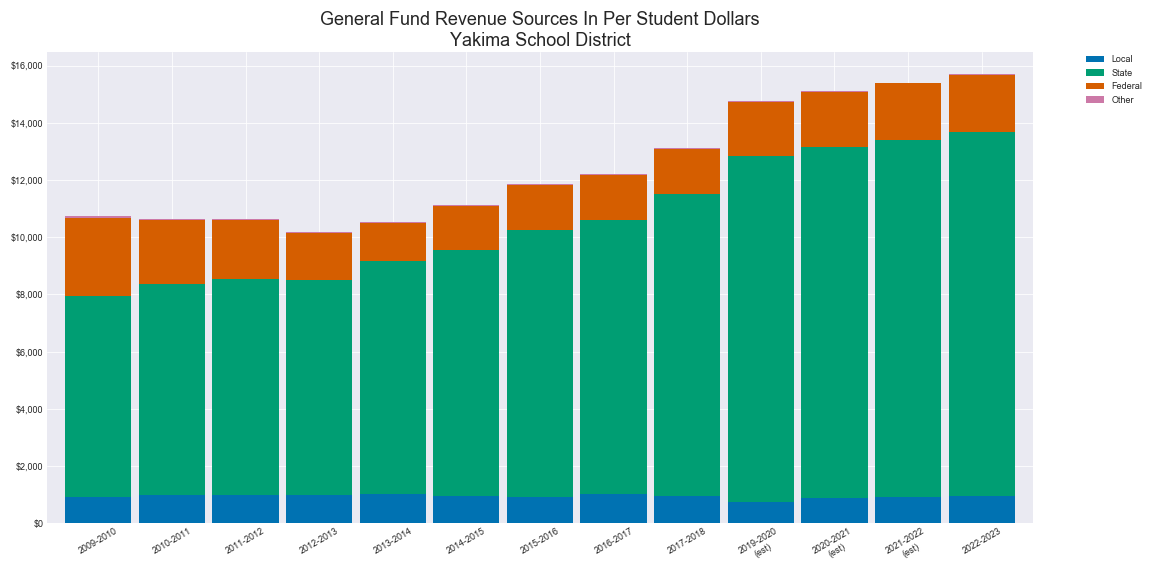 General Fund Revenue Sources In Per Student Dollars
Yakima School District
Local
State
Federal
Other
$16,000
$14,000
$12,000
$10,000
$8,000
$6,000
$4,000
$2,000
$0
2009-2010
2010-2011
2011-2012
2012-2013
2013-2014
2014-2015
2015-2016
2016-2017
2017-2018
2019-2020
(est)
2020-2021
(est)
2021-2022
(est)
2022-2023